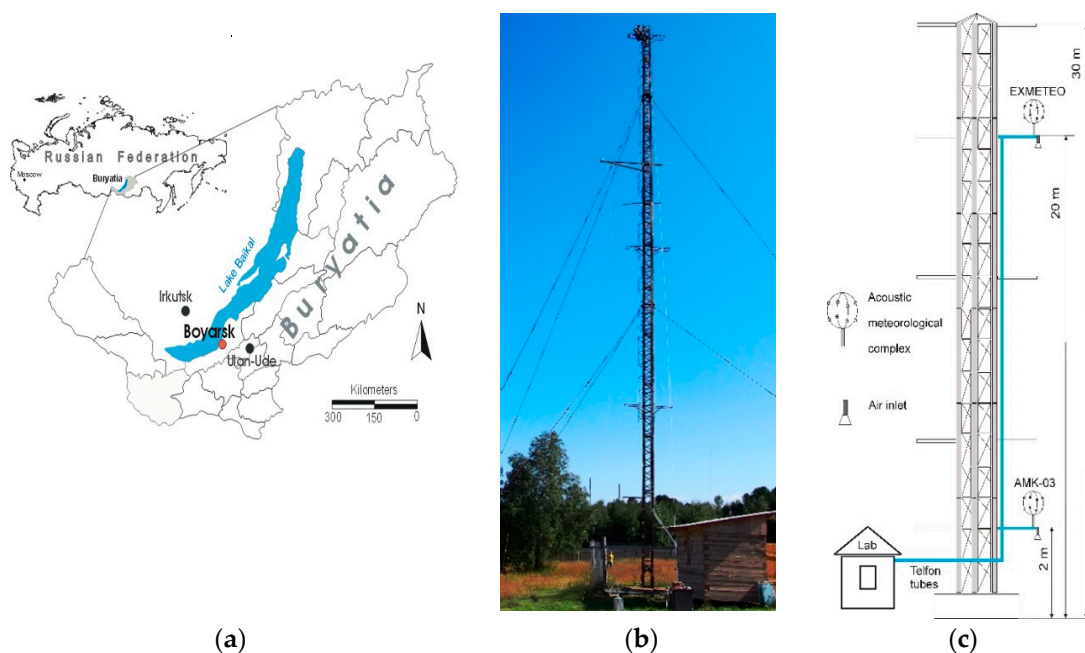 Russian Federation
Moscow
Buryatia
Lake Baikal
Buryatia
Irkutsk
Boyarsk
Ulan-Ude
N
Kilometers
300 150 0
(a)
(b)
30 m
EXMETEO
20 m
Acoustic
meteorological
complex
Air inlet
AMK-03
Lab
2 m
Telfon
tubes
(c)